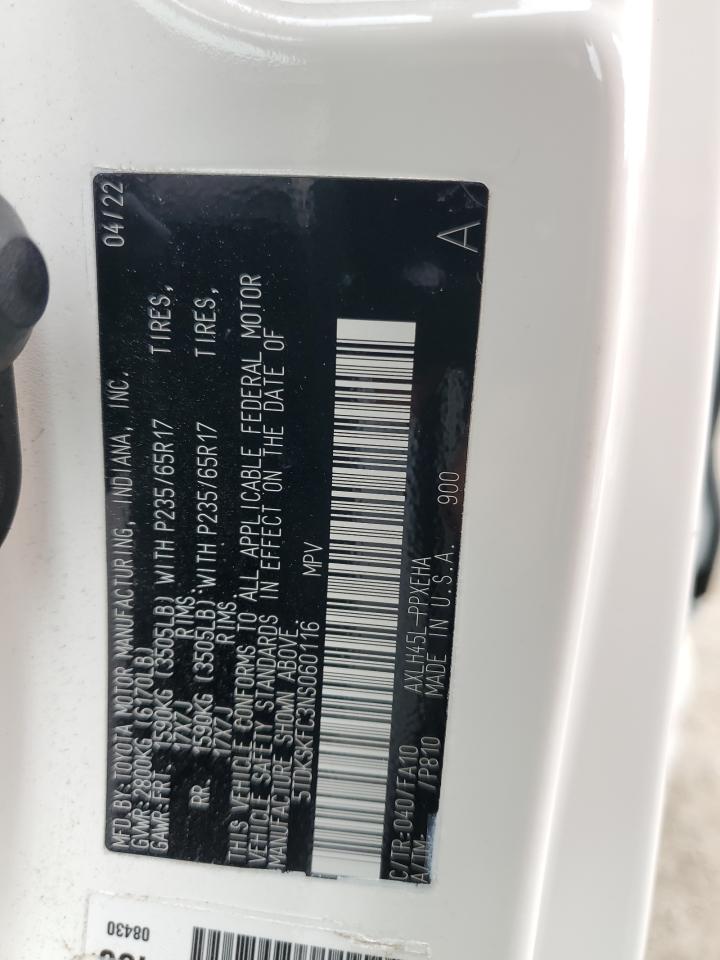 MFD.BY: TOYOTA MOTOR MANUFACTURING, INDIANA, INC. 04/22
GVWR:2800KG (6170LB)
GAWR:FRT. 1590KG (3505LB) WITH P235/65R17 TIRES,
17X7J RIMS.
RR. 1590KG (3505LB) WITH P235/65R17 TIRES,
17X7J RIMS.
THIS VEHICLE CONFORMS TO ALL APPLICABLE FEDERAL MOTOR
VEHICLE SAFETY STANDARDS IN EFFECT ON THE DATE OF
MANUFACTURE SHOWN ABOVE.
5TDKSKFC3NS060116 MPV
C/TR:040/FA10 AXLH45L-PPXEHA 900 A
A/TM- /P810 MADE IN U.S.A.
08430